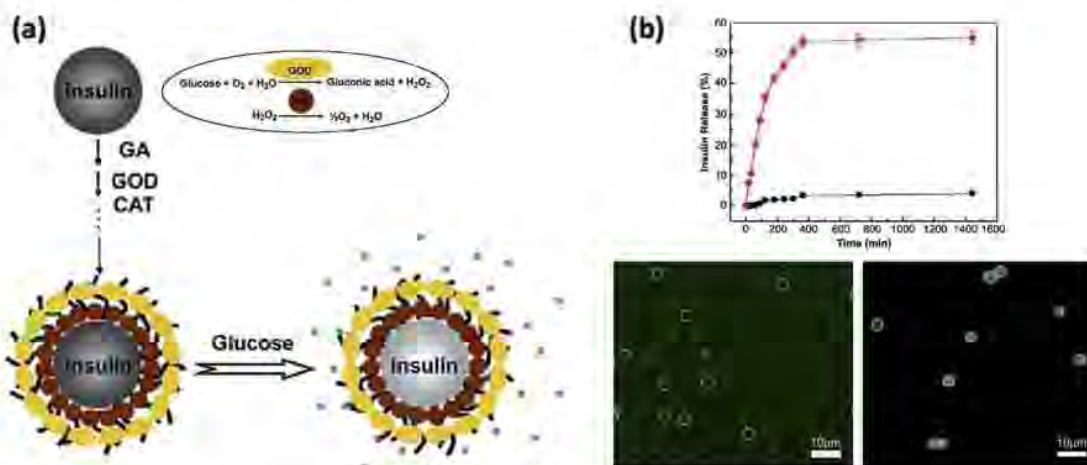 (a)
Insulin
GOD
Glucose + O₂ + H₂O → Gluconic acid + H₂O₂
H₂O₂ → ½O₂ + H₂O
GA
GOD
CAT
Insulin
Glucose
Insulin
(b)
Insulin Release (%)
60
50
40
30
20
10
0
0 200 400 600 800 1000 1200 1400 1600
Time (min)
10μm
10μm